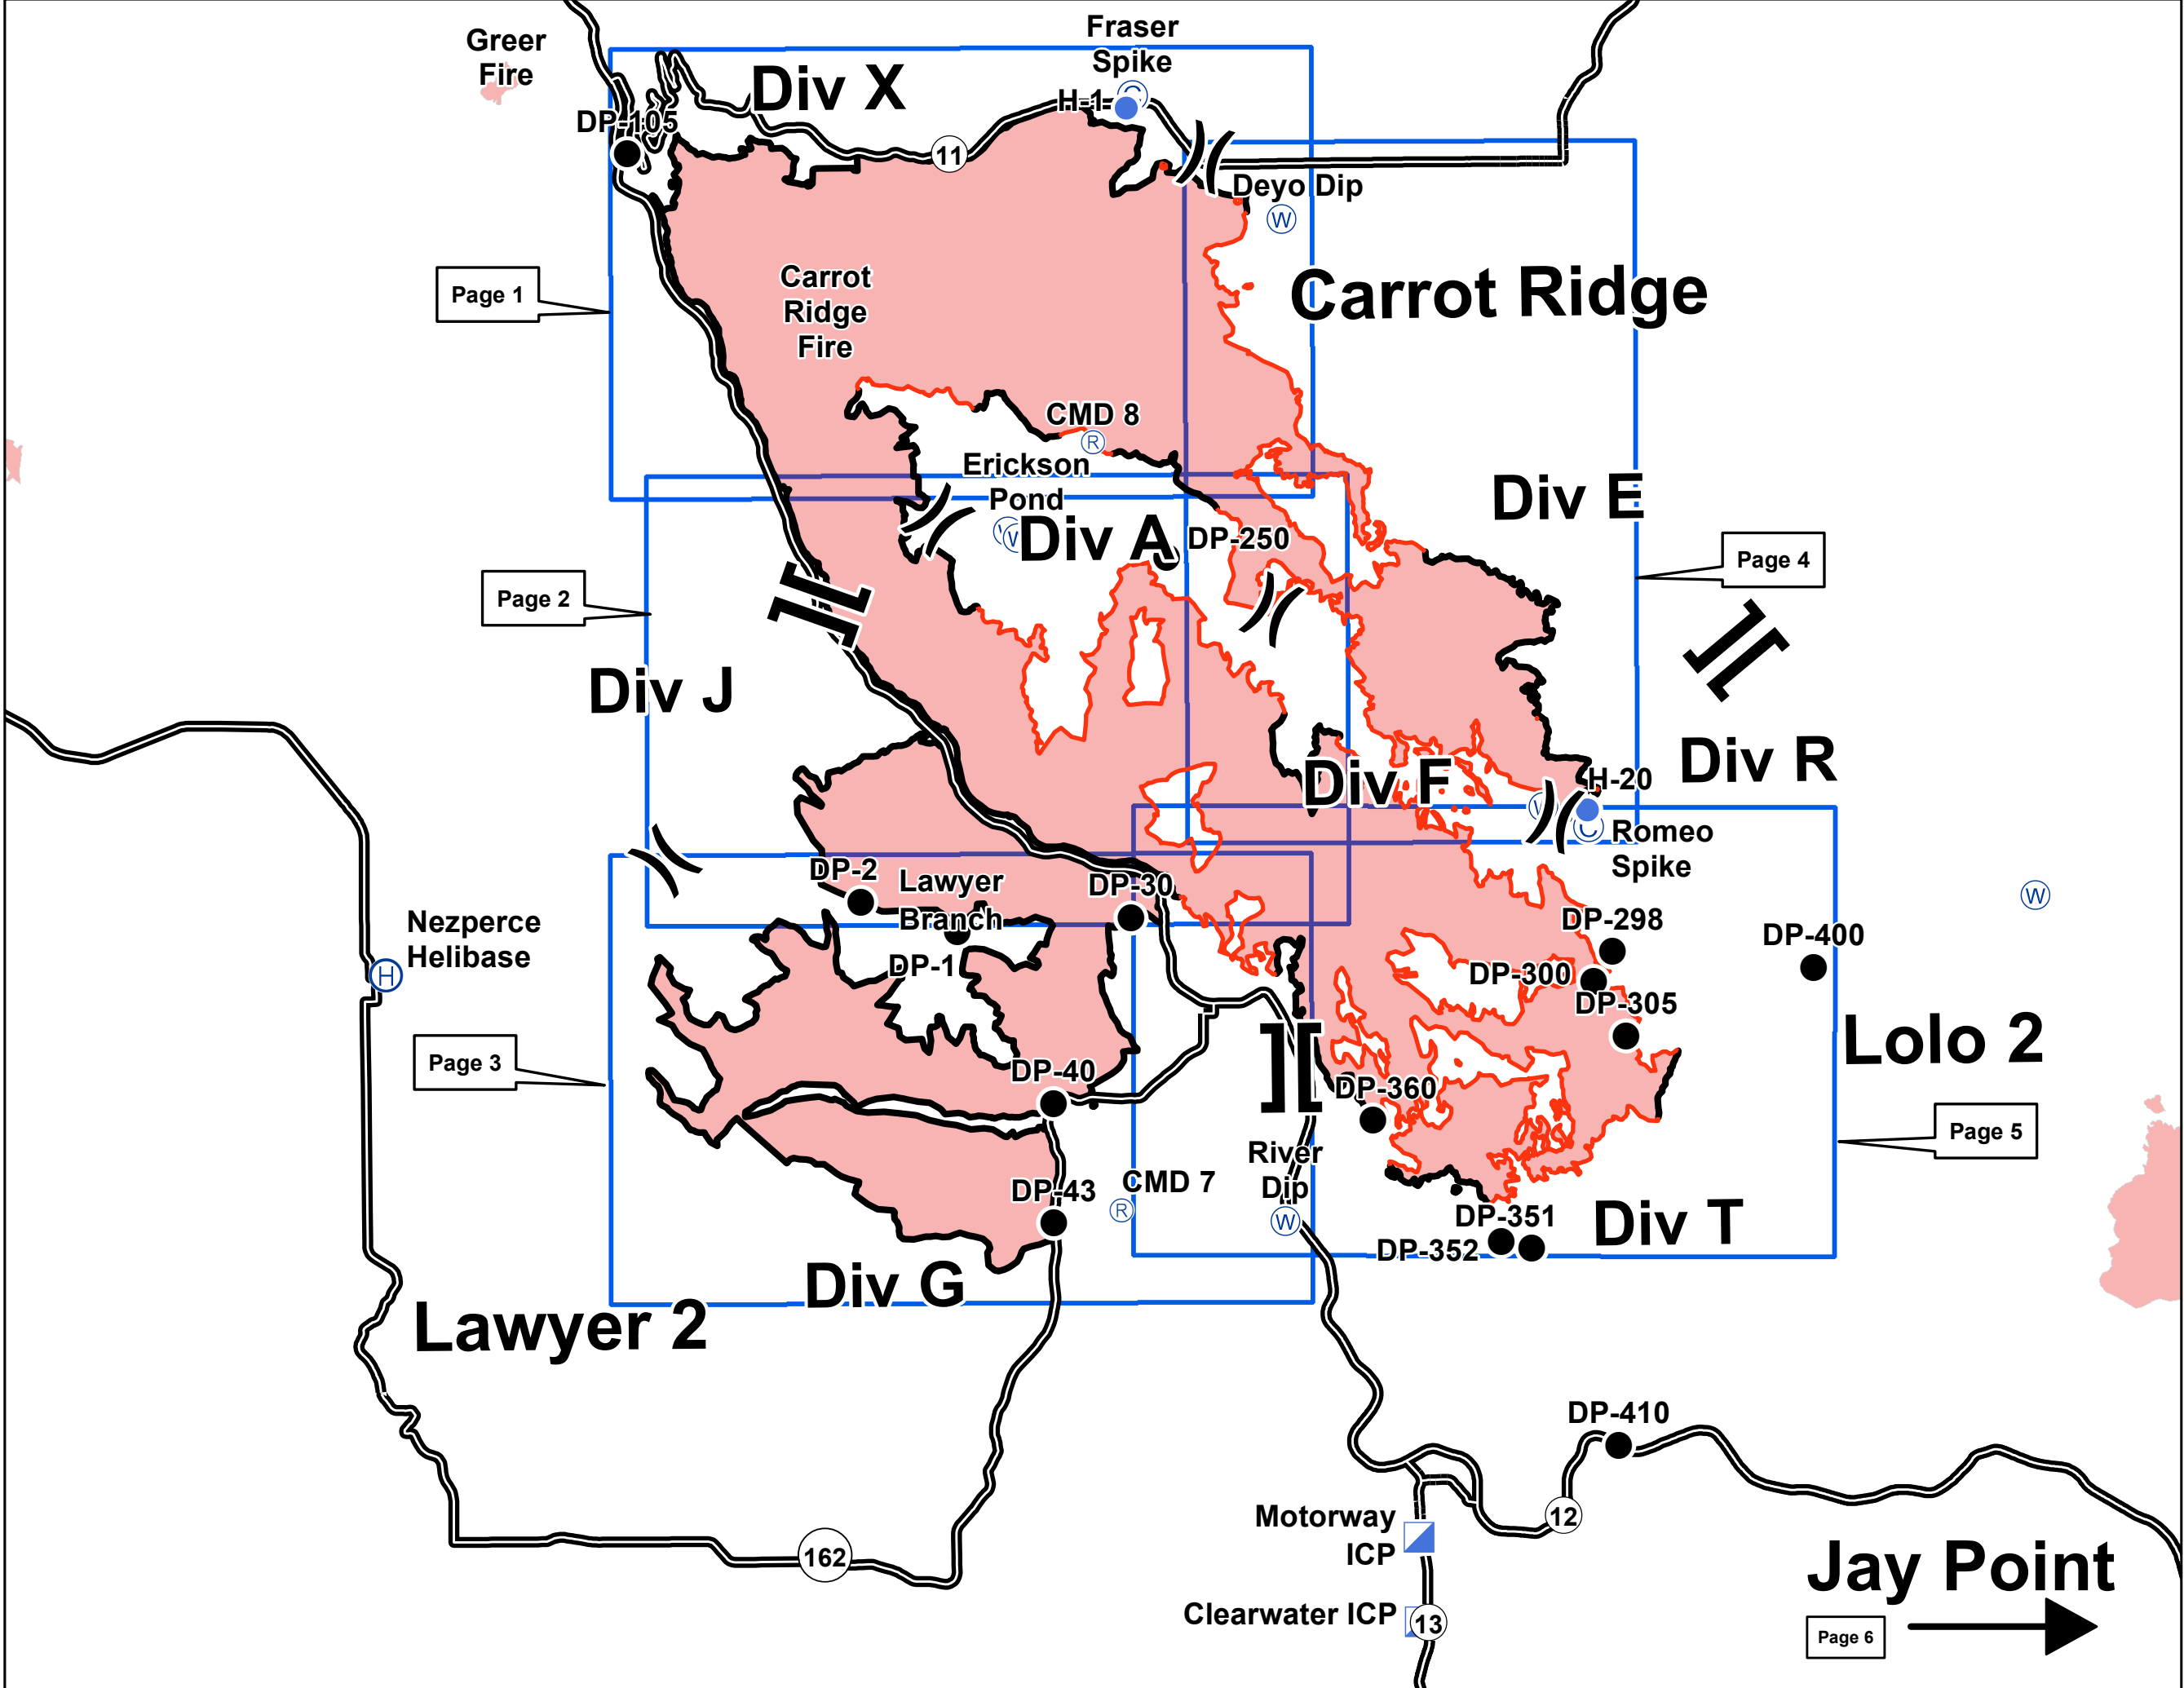 Greer
Fire
Fraser
Spike
Div X
H-1
C
DP-105
11
Deyo Dip
W
Carrot
Ridge
Fire
Carrot Ridge
Page 1
CMD 8
R
Erickson
Pond
W
Div A
DP-250
Div E
Page 4
Page 2
Div J
Div R
Div F
H-20
W
C
Romeo
Spike
DP-2
Lawyer
Branch
DP-30
W
DP-298
DP-400
Nezperce
Helibase
H
DP-1
DP-300
DP-305
Lolo 2
Page 3
DP-40
DP-360
Page 5
River
Dip
W
CMD 7
R
DP-43
DP-351
DP-352
Div T
Div G
Lawyer 2
DP-410
12
Motorway
ICP
162
Clearwater ICP
13
Jay Point
Page 6